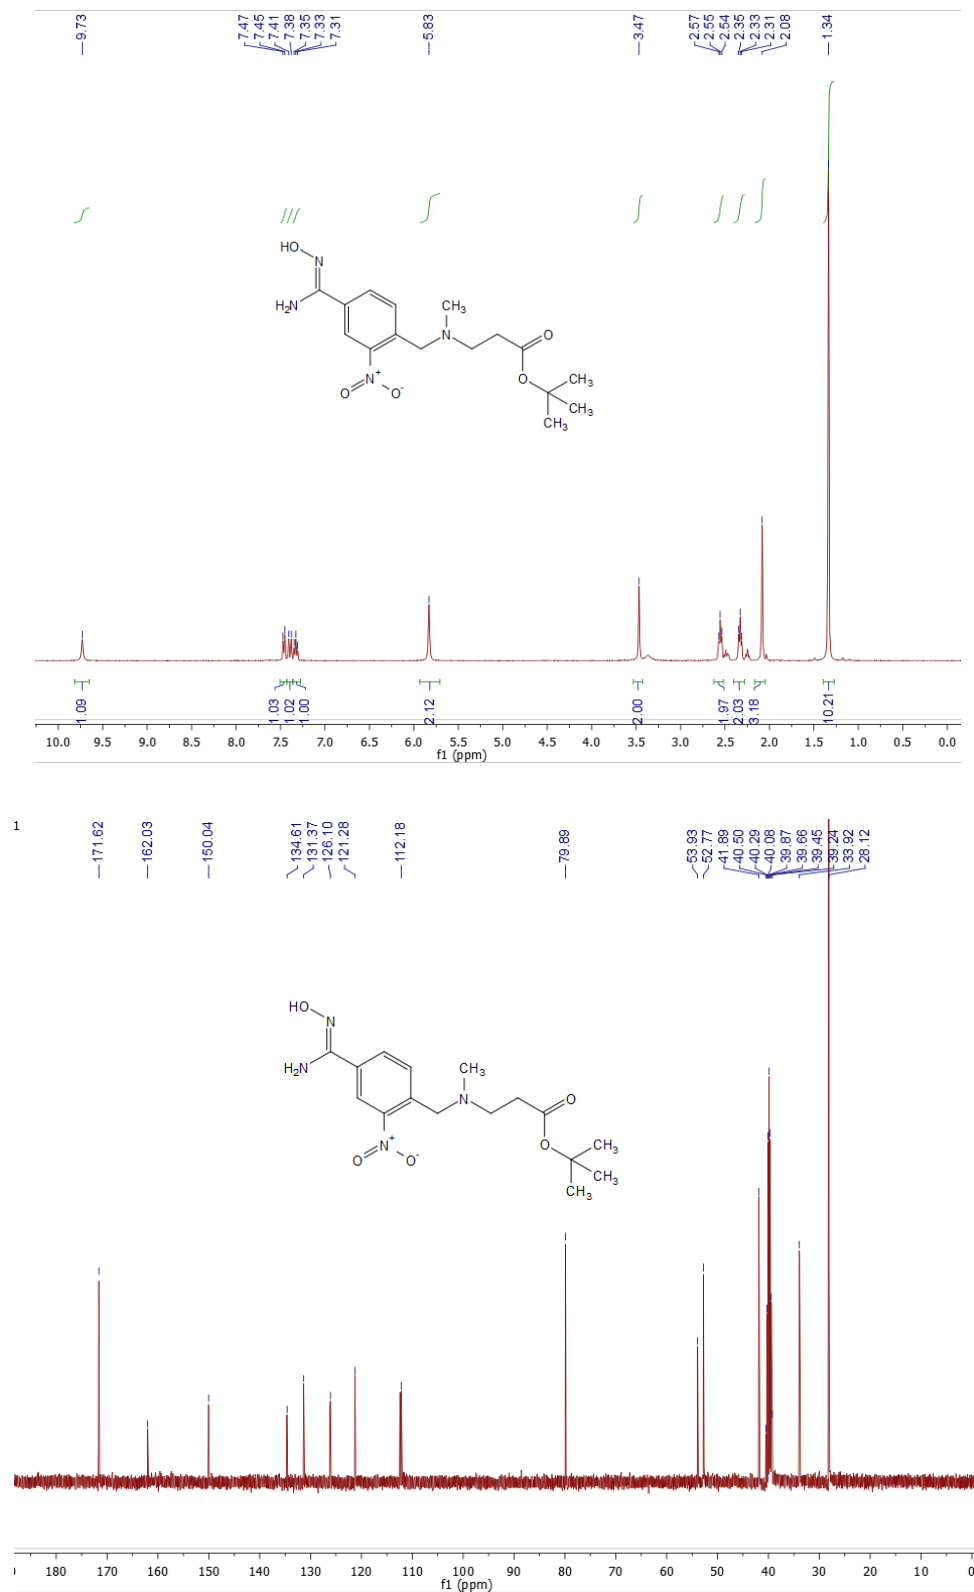 9.73
7.47
7.45
7.41
7.38
7.35
7.33
7.31
5.83
3.47
2.57
2.55
2.54
2.35
2.33
2.31
2.08
1.34
HO
N
H₂N
CH₃
N
O
O
CH₃
CH₃
CH₃
N⁺
O
O⁻
1.09
1.03
1.02
1.00
2.12
2.00
1.97
2.03
3.18
10.21
10.0 9.5 9.0 8.5 8.0 7.5 7.0 6.5 6.0 5.5 5.0 4.5 4.0 3.5 3.0 2.5 2.0 1.5 1.0 0.5 0.0
f1 (ppm)
1
171.62
162.03
150.04
134.61
131.37
126.10
121.28
112.18
79.89
53.93
52.77
41.89
40.50
40.29
40.08
39.87
39.66
39.45
39.24
33.92
28.12
HO
N
H₂N
CH₃
N
O
O
CH₃
CH₃
CH₃
N⁺
O
O⁻
180 170 160 150 140 130 120 110 100 90 80 70 60 50 40 30 20 10
f1 (ppm)